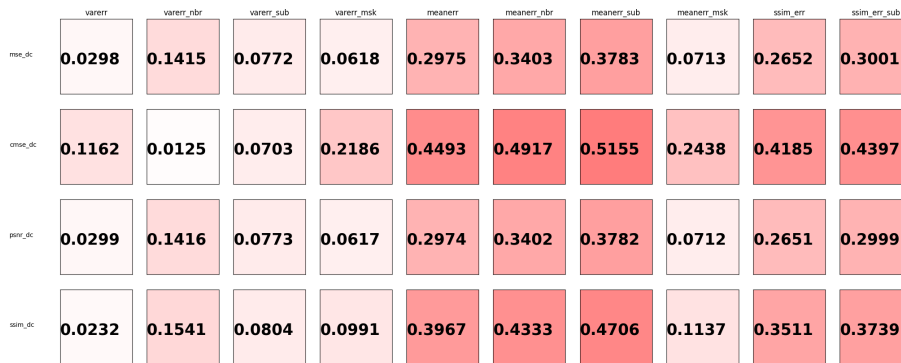 varerr varerr_nbr varerr_sub varerr_msk meanerr meanerr_nbr meanerr_sub meanerr_msk ssim_err ssim_err_sub
mse_dc 0.0298 0.1415 0.0772 0.0618 0.2975 0.3403 0.3783 0.0713 0.2652 0.3001
cmse_dc 0.1162 0.0125 0.0703 0.2186 0.4493 0.4917 0.5155 0.2438 0.4185 0.4397
psnr_dc 0.0299 0.1416 0.0773 0.0617 0.2974 0.3402 0.3782 0.0712 0.2651 0.2999
ssim_dc 0.0232 0.1541 0.0804 0.0991 0.3967 0.4333 0.4706 0.1137 0.3511 0.3739